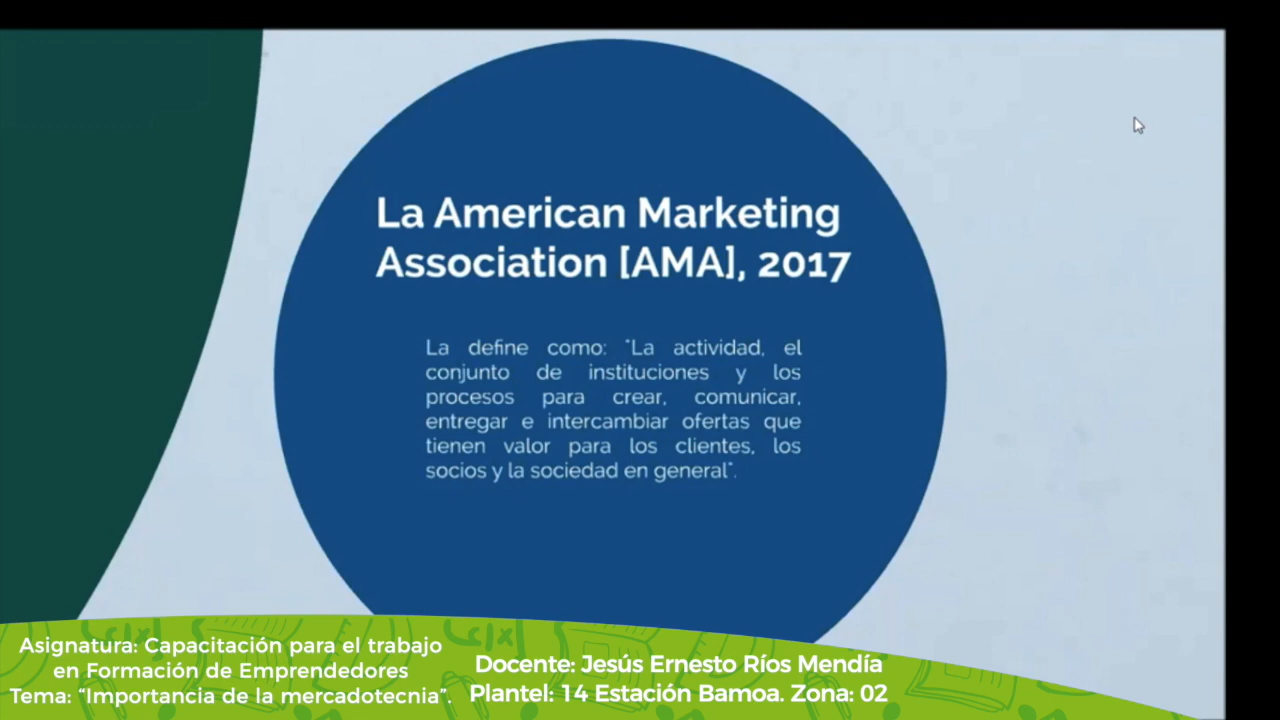 La American Marketing
Association [AMA], 2017
La define como: "La actividad, el
conjunto de instituciones y los
procesos para crear, comunicar,
entregar e intercambiar ofertas que
tienen valor para los clientes, los
socios y la sociedad en general".
Asignatura: Capacitación para el trabajo
en Formación de Emprendedores
Tema: “Importancia de la mercadotecnia”.
Docente: Jesús Ernesto Ríos Mendía
Plantel: 14 Estación Bamoa. Zona: 02